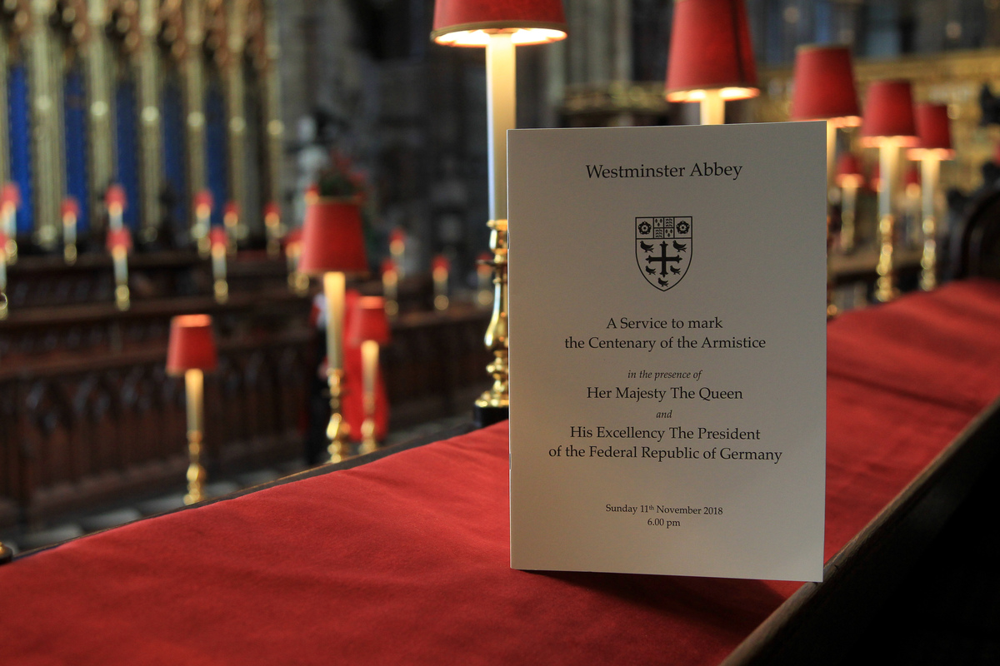 Westminster Abbey
A Service to mark
the Centenary of the Armistice
in the presence of
Her Majesty The Queen
and
His Excellency The President
of the Federal Republic of Germany
Sunday 11th November 2018
6.00 pm